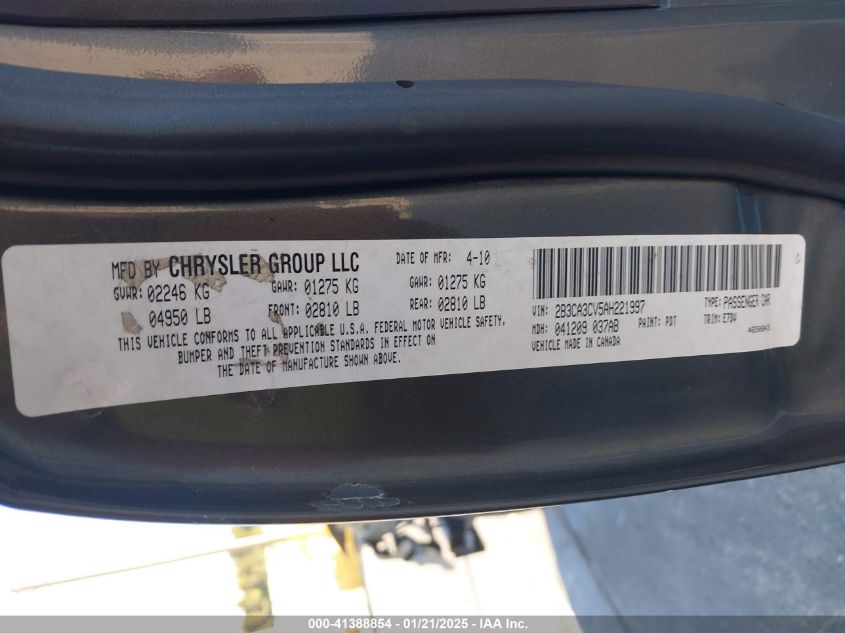 MFD BY CHRYSLER GROUP LLC DATE OF MFR: 4-10
GVWR: 02246 KG GAWR: 01275 KG GAWR: 01275 KG
04950 LB FRONT: 02810 LB REAR: 02810 LB
THIS VEHICLE CONFORMS TO ALL APPLICABLE U.S.A. FEDERAL MOTOR VEHICLE SAFETY,
BUMPER AND THEFT PREVENTION STANDARDS IN EFFECT ON
THE DATE OF MANUFACTURE SHOWN ABOVE.
VIN: 2B3CA3CV5AH221997 TYPE: PASSENGER CAR
MDH: 041209 037AB PAINT: PDT TRIM: E7DV
VEHICLE MADE IN CANADA
000-41388854 / 01/21/2025 - IAA Inc.